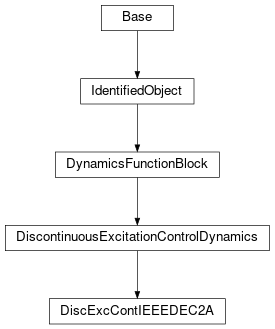 Base
IdentifiedObject
DynamicsFunctionBlock
DiscontinuousExcitationControlDynamics
DiscExcContIEEEDEC2A